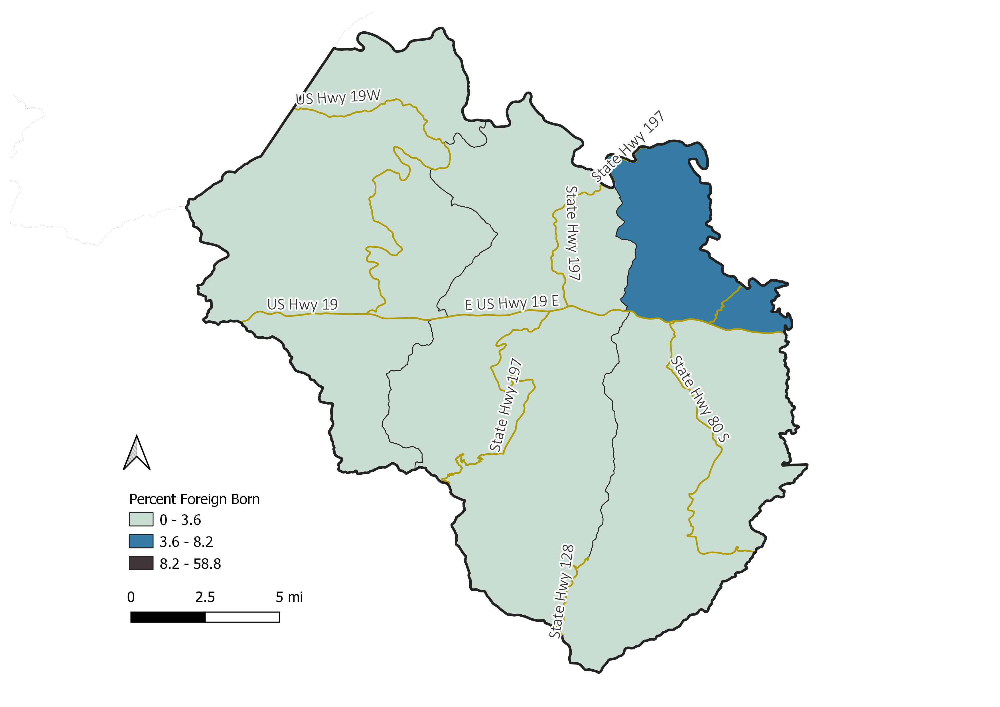 US Hwy 19W
State Hwy 197
State Hwy 197
US Hwy 19
E US Hwy 19 E
State Hwy 197
State Hwy 80 S
State Hwy 128
Percent Foreign Born
0 - 3.6
3.6 - 8.2
8.2 - 58.8
0 2.5 5 mi